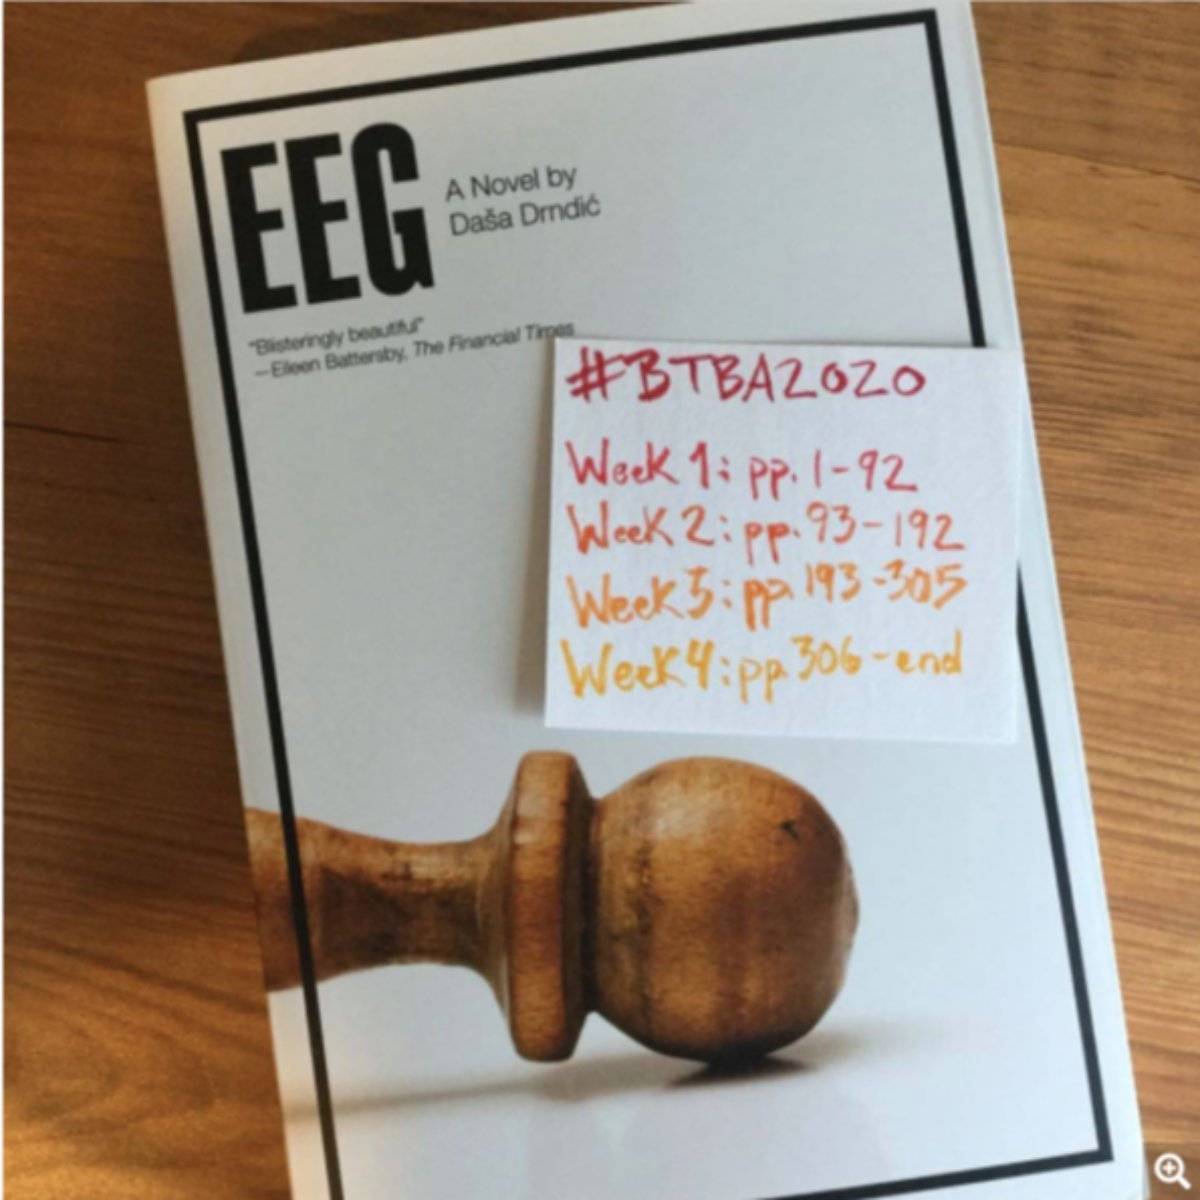 EEG
A Novel by
Daša Drndić
"Blisteringly beautiful"
—Eileen Battersby, The Financial Times
#BTBA2020
Week 1: pp. 1-92
Week 2: pp. 93-192
Week 3: pp. 193-305
Week 4: pp. 306-end